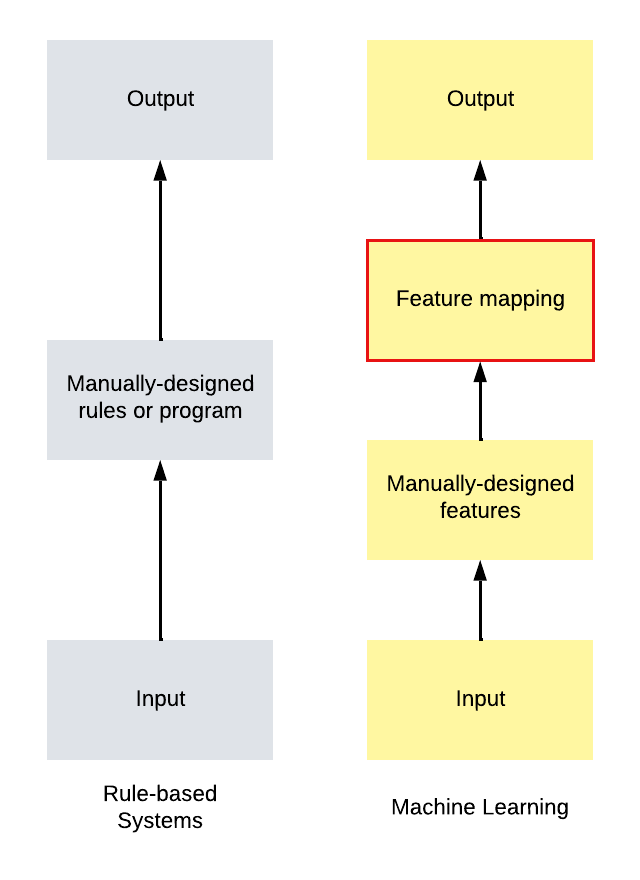 Output
Manually-designed
rules or program
Input
Rule-based
Systems
Output
Feature mapping
Manually-designed
features
Input
Machine Learning